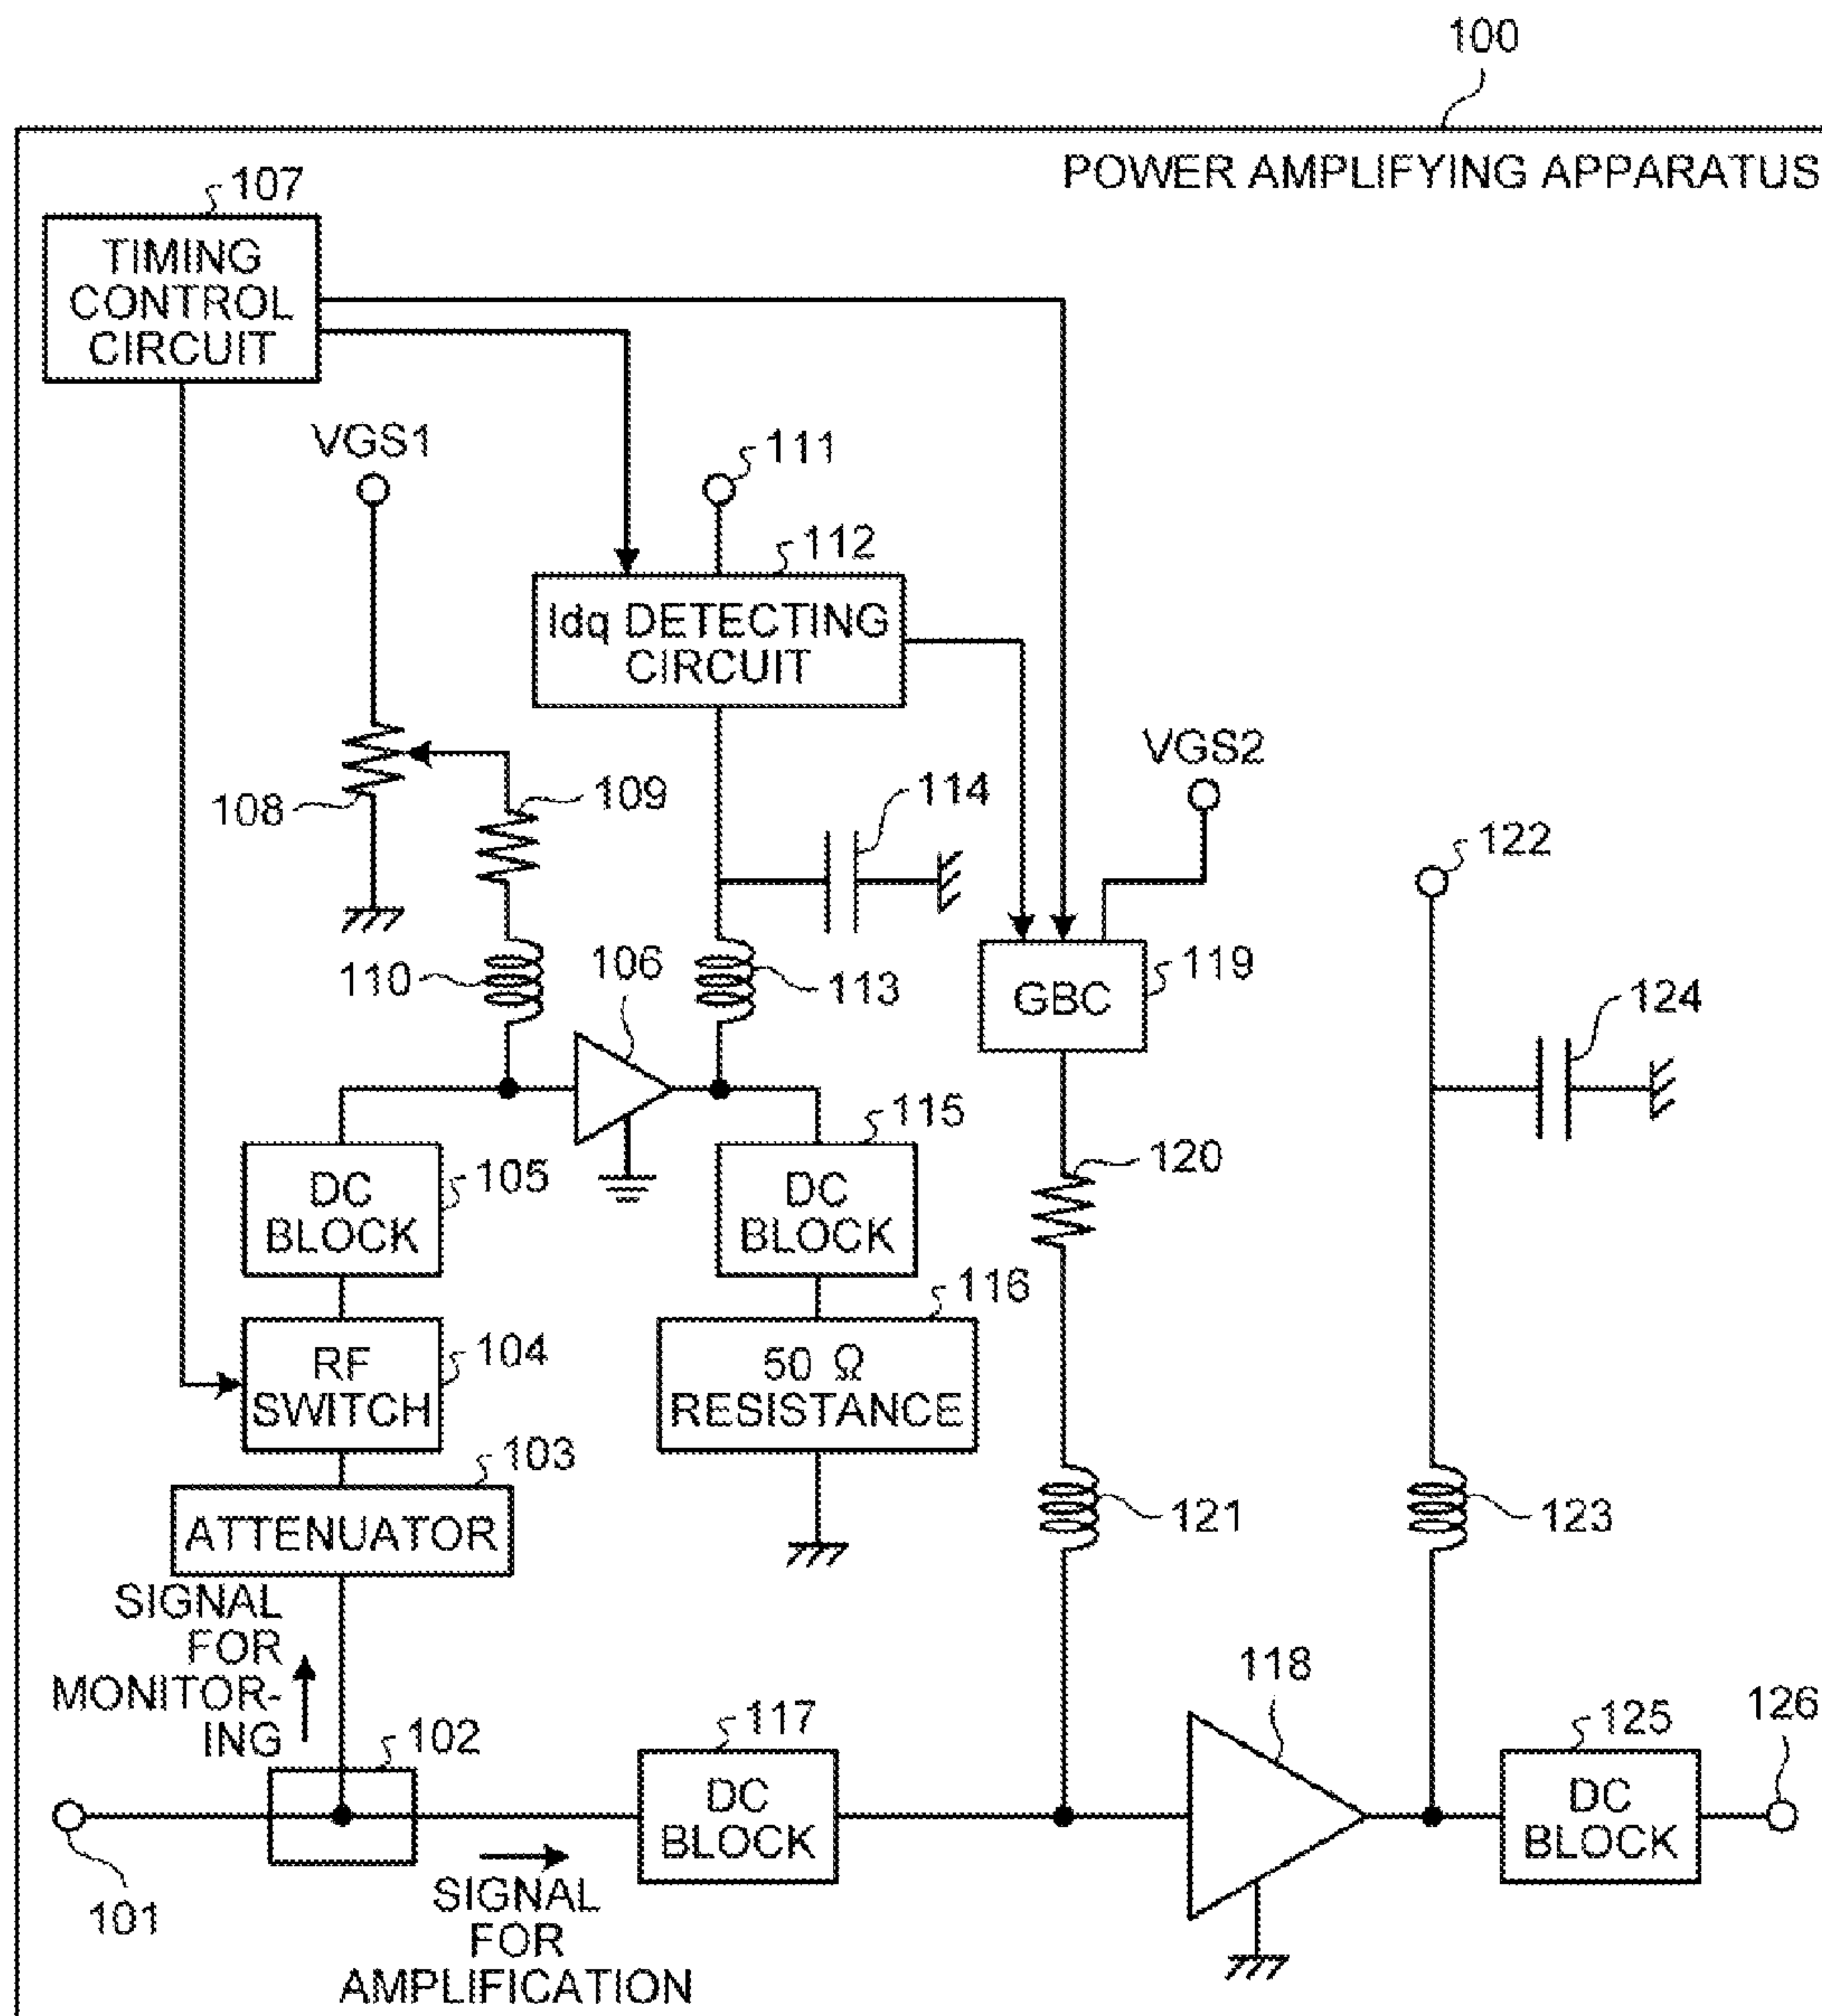 100
POWER AMPLIFYING APPARATUS
107
TIMING
CONTROL
CIRCUIT
VGS1
111
112
Idq DETECTING
CIRCUIT
VGS2
108
109
114
122
110
106
113
GBC
119
124
115
DC
BLOCK
105
DC
BLOCK
120
116
RF
SWITCH
104
50 Ω
RESISTANCE
103
ATTENUATOR
121
123
SIGNAL
FOR
MONITOR-
ING
102
117
118
125
126
DC
BLOCK
DC
BLOCK
101
SIGNAL
FOR
AMPLIFICATION